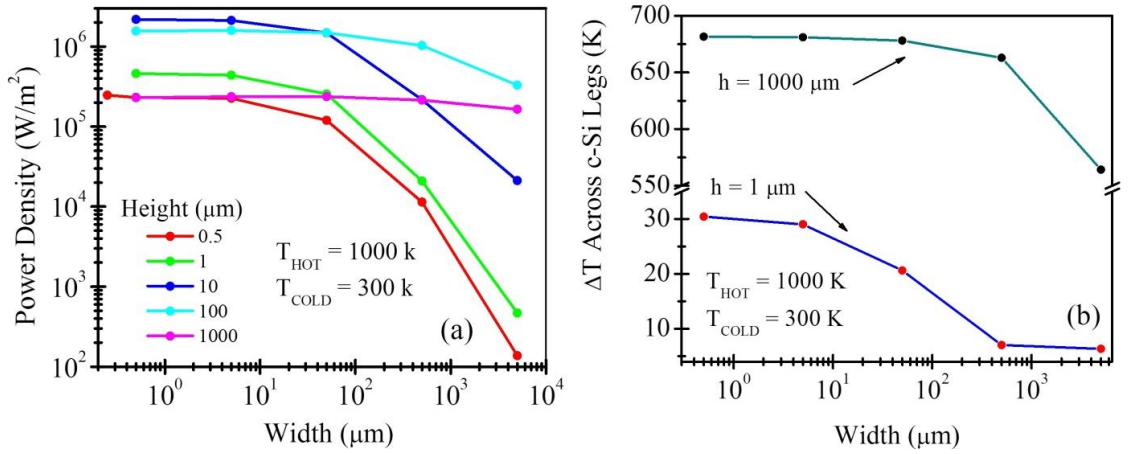 10⁶
10⁵
10⁴
10³
10²
Power Density (W/m²)
Height (μm)
0.5
1
10
100
1000
T_HOT = 1000 k
T_COLD = 300 k
(a)
10⁰ 10¹ 10² 10³ 10⁴
Width (μm)
700
650
600
550
30
20
10
ΔT Across c-Si Legs (K)
h = 1000 μm
h = 1 μm
T_HOT = 1000 K
T_COLD = 300 K
(b)
10⁰ 10¹ 10² 10³
Width (μm)